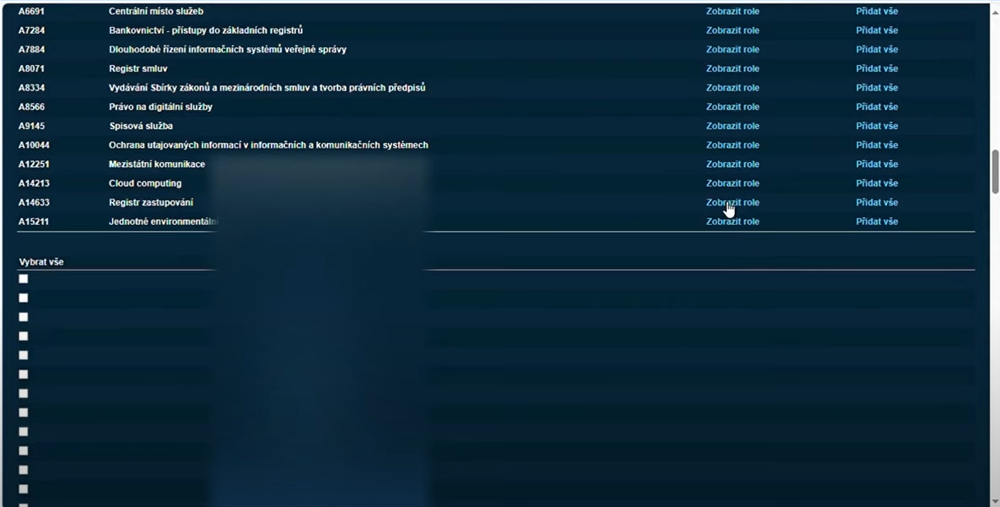 A6691 Centrální místo služeb Zobrazit role Přidat vše
A7284 Bankovnictví - přístupy do základních registrů Zobrazit role Přidat vše
A7884 Dlouhodobé řízení informačních systémů veřejné správy Zobrazit role Přidat vše
A8071 Registr smluv Zobrazit role Přidat vše
A8334 Vydávání Sbírky zákonů a mezinárodních smluv a tvorba právních předpisů Zobrazit role Přidat vše
A8566 Právo na digitální služby Zobrazit role Přidat vše
A9145 Spisová služba Zobrazit role Přidat vše
A10044 Ochrana utajovaných informací v informačních a komunikačních systémech Zobrazit role Přidat vše
A12251 Mezistátní komunikace Zobrazit role Přidat vše
A14213 Cloud computing Zobrazit role Přidat vše
A14633 Registr zastupování Zobrazit role Přidat vše
A15211 Jednotné Zobrazit role Přidat vše
Vybrat vše